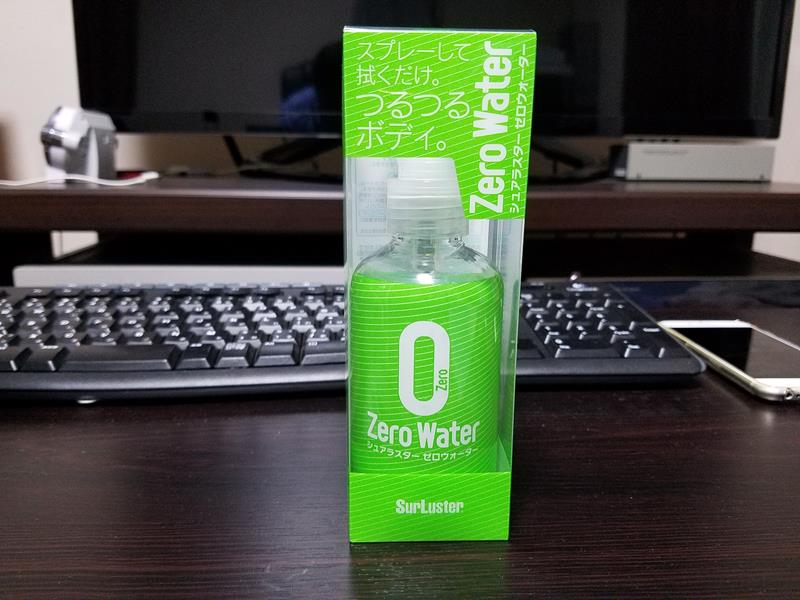 スプレーして
拭くだけ。
つるつる
ボディ。
Zero Water
シュアラスター ゼロウォーター
0
Zero
Zero Water
シュアラスター ゼロウォーター
SurLuster